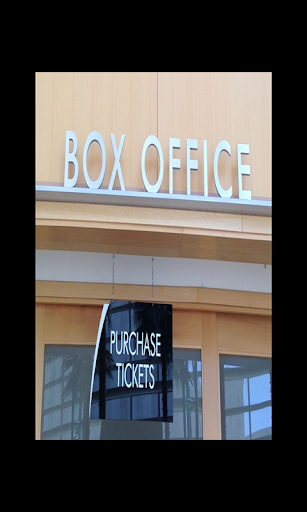 BOX OFFICE
PURCHASE
TICKETS